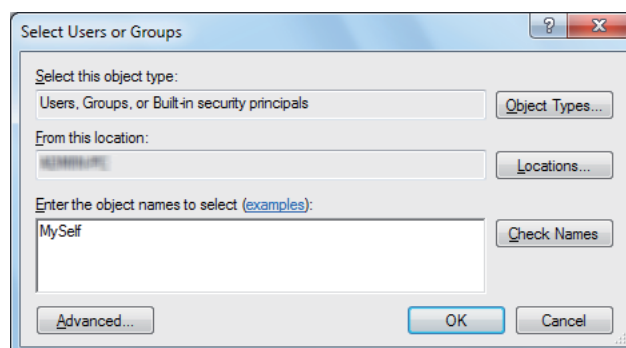 Select Users or Groups
Select this object type:
Users, Groups, or Built-in security principals
Object Types...
From this location:
Locations...
Enter the object names to select (examples):
MySelf
Check Names
Advanced...
OK
Cancel